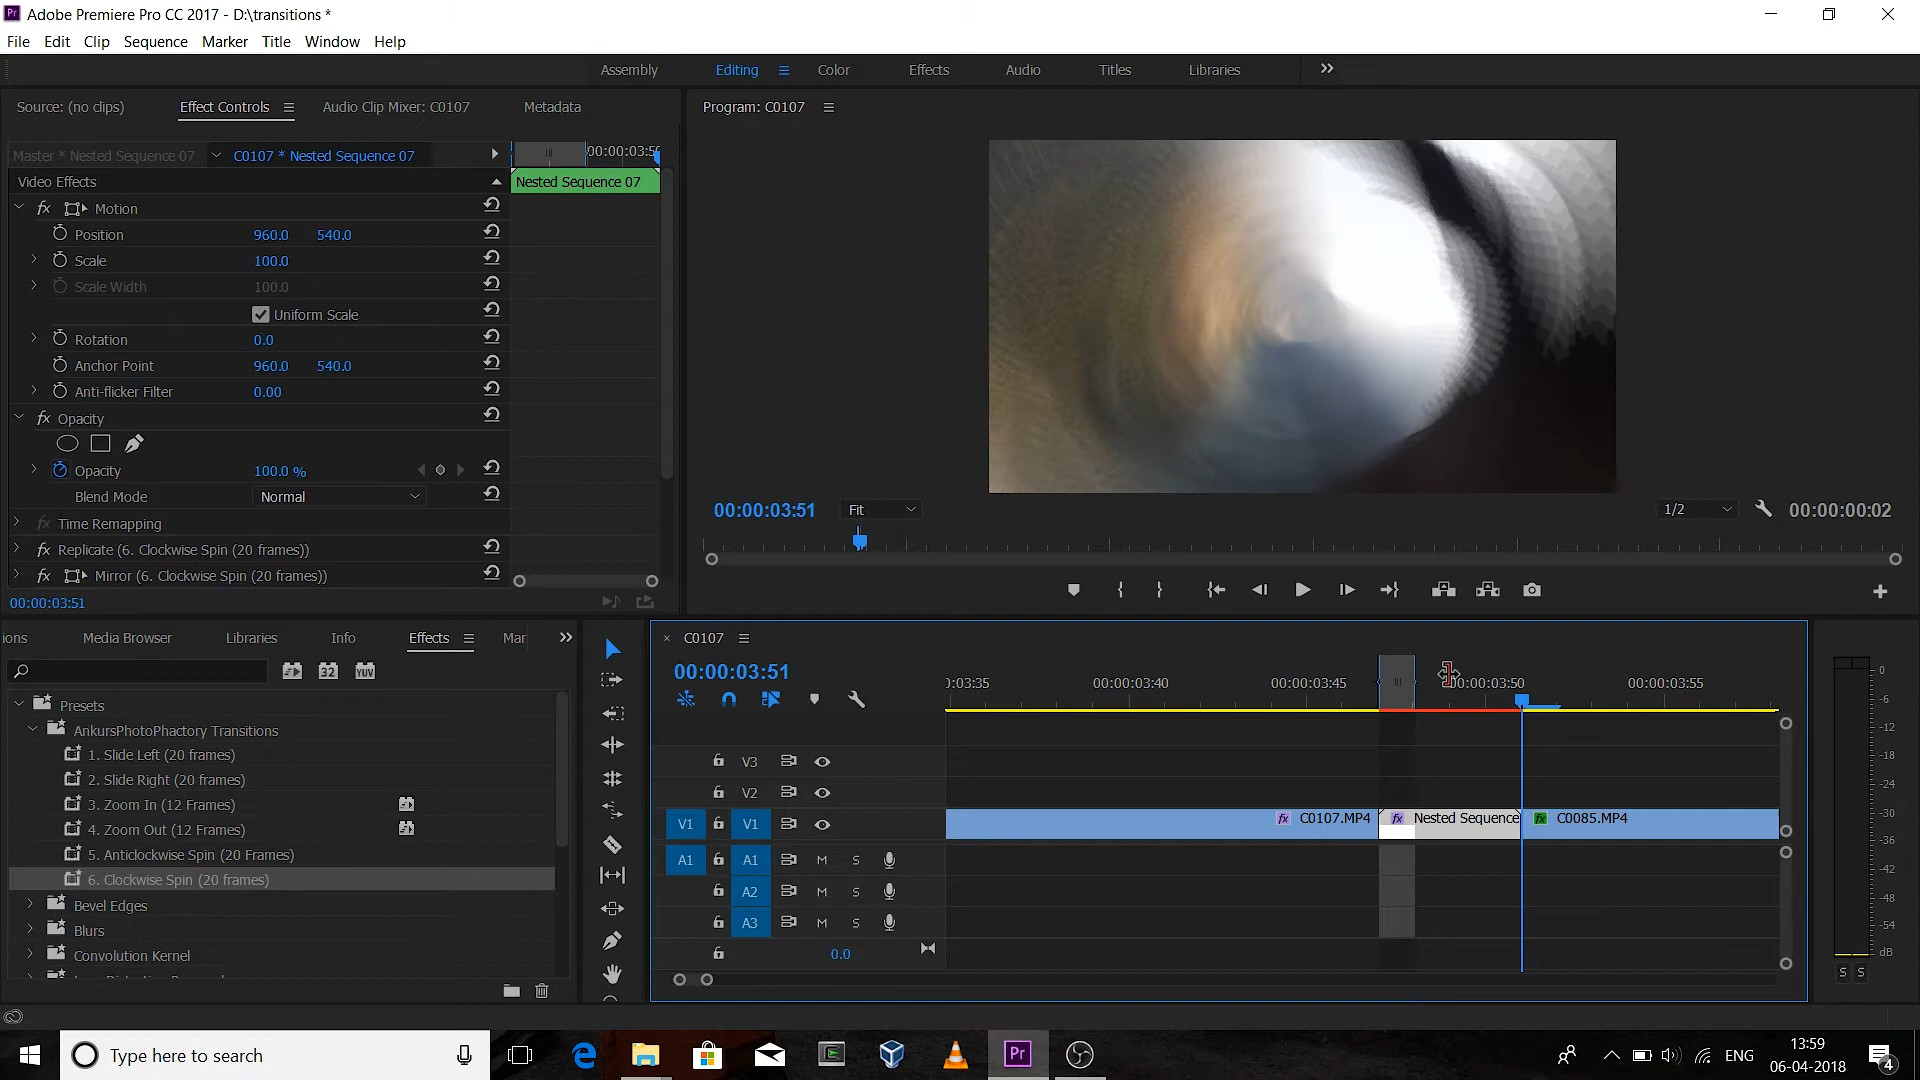 Adobe Premiere Pro CC 2017 - D:\transitions *
File Edit Clip Sequence Marker Title Window Help
Assembly Editing Color Effects Audio Titles Libraries
Source: (no clips) Effect Controls Audio Clip Mixer: C0107 Metadata
Program: C0107
Master * Nested Sequence 07 C0107 * Nested Sequence 07
Video Effects
Nested Sequence 07
fx Motion
Position 960.0 540.0
Scale 100.0
Scale Width 100.0
Uniform Scale
Rotation 0.0
Anchor Point 960.0 540.0
Anti-flicker Filter 0.00
fx Opacity
Opacity 100.0 %
Blend Mode Normal
fx Time Remapping
fx Replicate (6. Clockwise Spin (20 frames))
fx Mirror (6. Clockwise Spin (20 frames))
00:00:03:51
00:00:03:51 Fit 1/2 00:00:00:02
ions Media Browser Libraries Info Effects Mar
32 YUV
Presets
AnkursPhotoPhactory Transitions
1. Slide Left (20 frames)
2. Slide Right (20 frames)
3. Zoom In (12 Frames)
4. Zoom Out (12 Frames)
5. Anticlockwise Spin (20 Frames)
6. Clockwise Spin (20 frames)
Bevel Edges
Blurs
Convolution Kernel
C0107
00:00:03:51
03:35 00:00:03:40 00:00:03:45 00:00:03:50 00:00:03:55
V3
V2
V1 V1 fx C0107.MP4 fx Nested Sequence fx C0085.MP4
A1 A1 M S
A2 M S
A3 M S
0.0
0
-6
-12
-18
-24
-30
-36
-42
-48
-54
dB
S S
Type here to search
Pr
ENG
13:59
06-04-2018
4